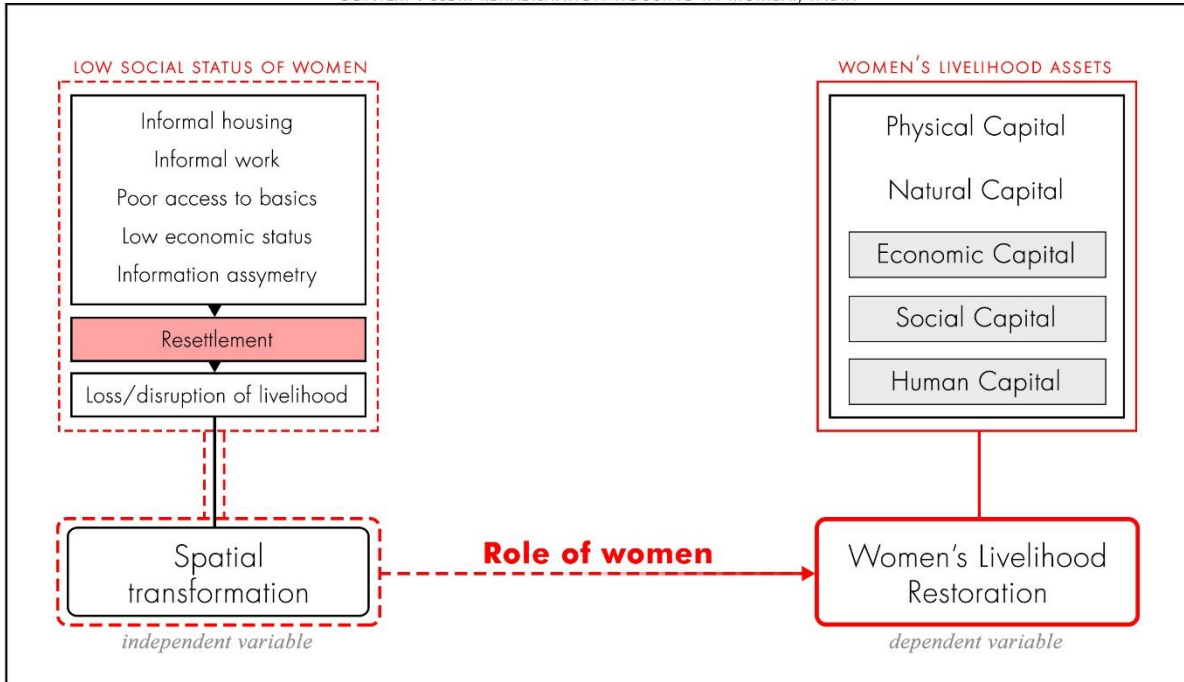 LOW SOCIAL STATUS OF WOMEN
Informal housing
Informal work
Poor access to basics
Low economic status
Information assymetry
Resettlement
Loss/disruption of livelihood
Spatial
transformation
independent variable
Role of women
WOMEN'S LIVELIHOOD ASSETS
Physical Capital
Natural Capital
Economic Capital
Social Capital
Human Capital
Women's Livelihood
Restoration
dependent variable